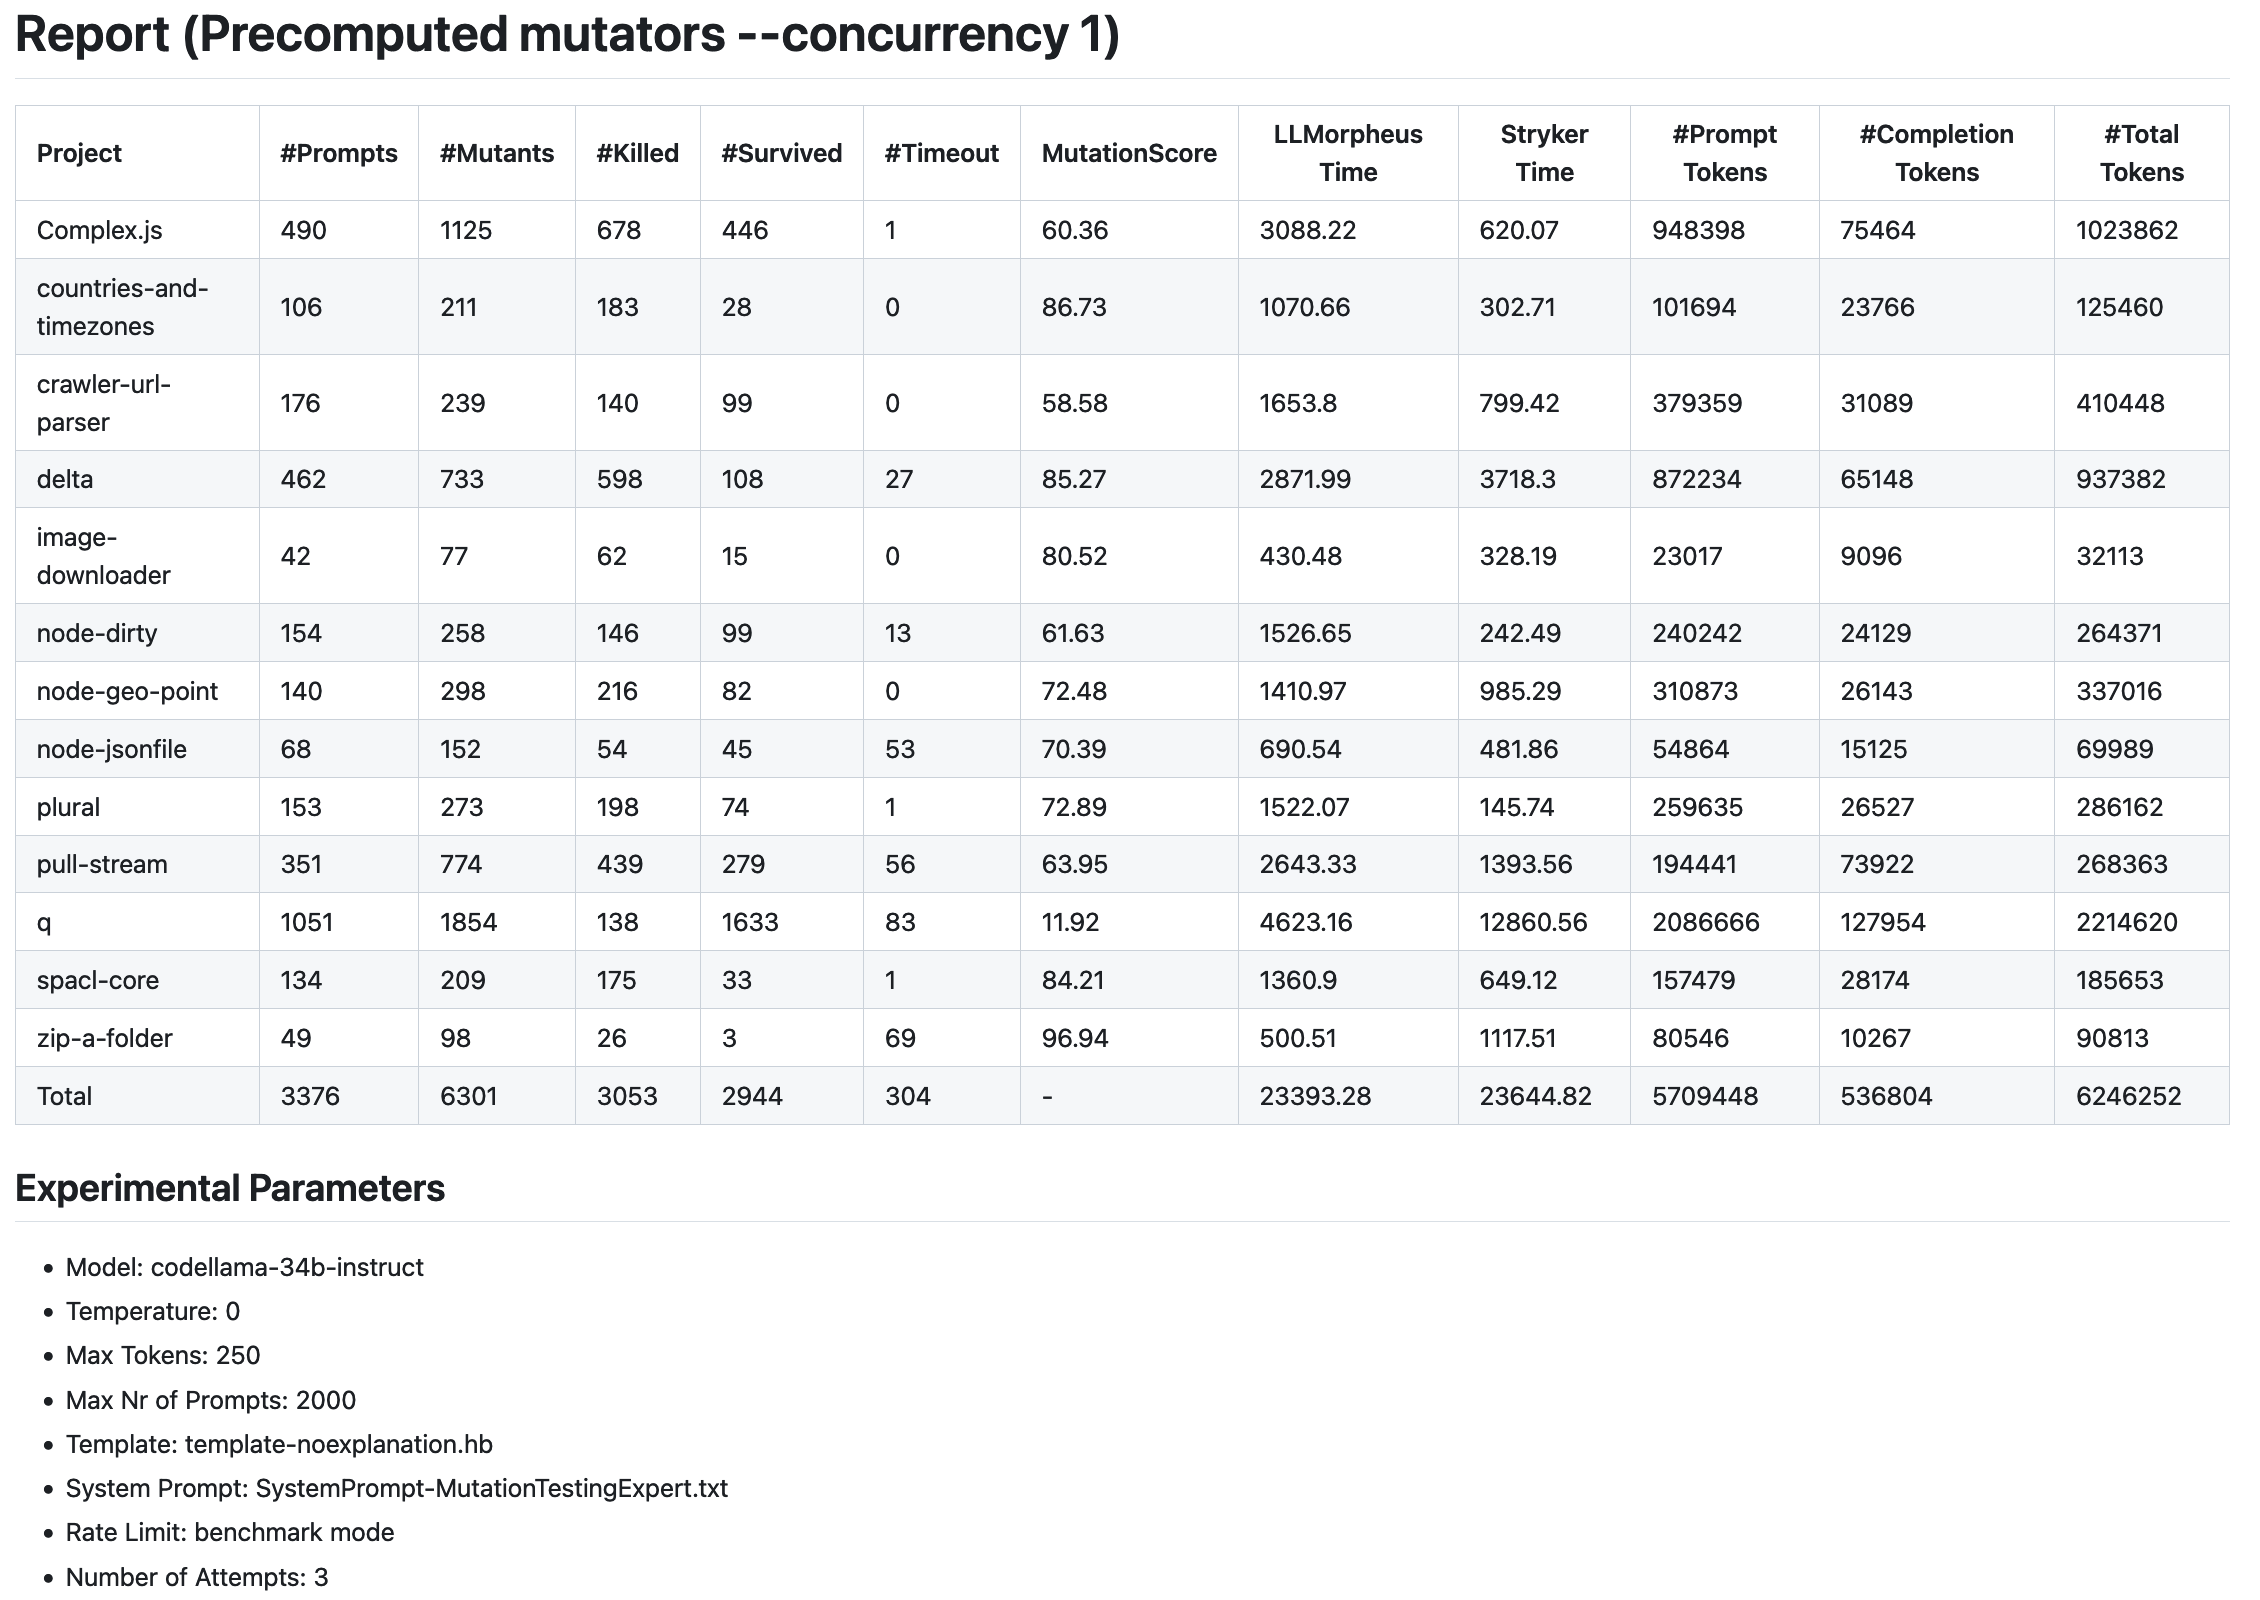 Report (Precomputed mutators --concurrency 1)
Project #Prompts #Mutants #Killed #Survived #Timeout MutationScore LLMorpheus Time Stryker Time #Prompt Tokens #Completion Tokens #Total Tokens
Complex.js 490 1125 678 446 1 60.36 3088.22 620.07 948398 75464 1023862
countries-and-timezones 106 211 183 28 0 86.73 1070.66 302.71 101694 23766 125460
crawler-url-parser 176 239 140 99 0 58.58 1653.8 799.42 379359 31089 410448
delta 462 733 598 108 27 85.27 2871.99 3718.3 872234 65148 937382
image-downloader 42 77 62 15 0 80.52 430.48 328.19 23017 9096 32113
node-dirty 154 258 146 99 13 61.63 1526.65 242.49 240242 24129 264371
node-geo-point 140 298 216 82 0 72.48 1410.97 985.29 310873 26143 337016
node-jsonfile 68 152 54 45 53 70.39 690.54 481.86 54864 15125 69989
plural 153 273 198 74 1 72.89 1522.07 145.74 259635 26527 286162
pull-stream 351 774 439 279 56 63.95 2643.33 1393.56 194441 73922 268363
q 1051 1854 138 1633 83 11.92 4623.16 12860.56 2086666 127954 2214620
spacl-core 134 209 175 33 1 84.21 1360.9 649.12 157479 28174 185653
zip-a-folder 49 98 26 3 69 96.94 500.51 1117.51 80546 10267 90813
Total 3376 6301 3053 2944 304 - 23393.28 23644.82 5709448 536804 6246252
Experimental Parameters
• Model: codellama-34b-instruct
• Temperature: 0
• Max Tokens: 250
• Max Nr of Prompts: 2000
• Template: template-noexplanation.hb
• System Prompt: SystemPrompt-MutationTestingExpert.txt
• Rate Limit: benchmark mode
• Number of Attempts: 3